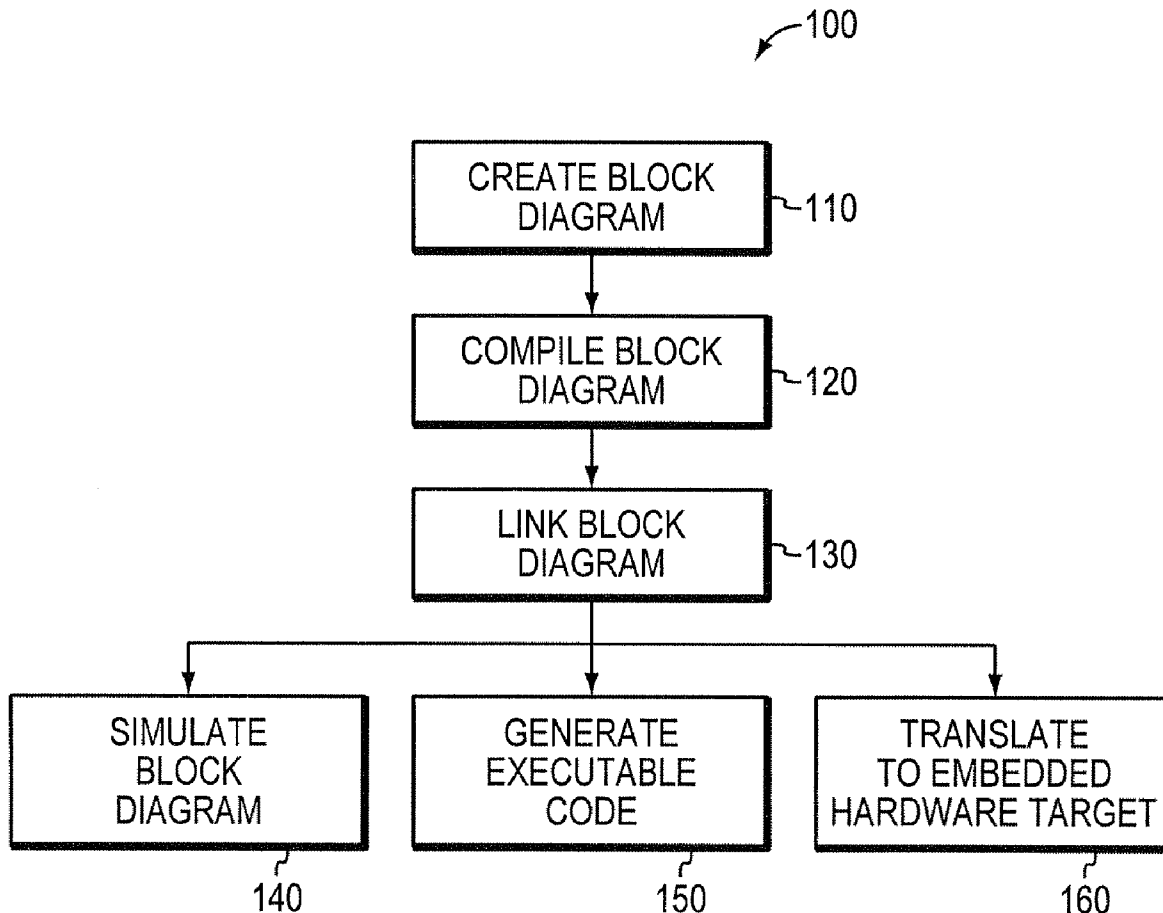 100
CREATE BLOCK
DIAGRAM
110
COMPILE BLOCK
DIAGRAM
120
LINK BLOCK
DIAGRAM
130
SIMULATE
BLOCK
DIAGRAM
140
GENERATE
EXECUTABLE
CODE
150
TRANSLATE
TO EMBEDDED
HARDWARE TARGET
160